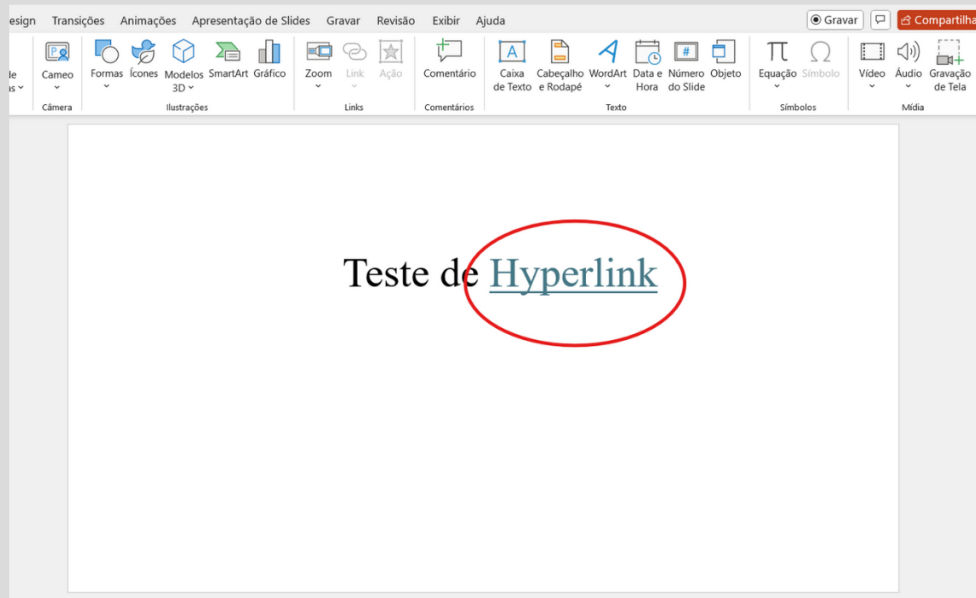 esign Transições Animações Apresentação de Slides Gravar Revisão Exibir Ajuda Gravar Compartilha
Cameo Formas Ícones Modelos 3D SmartArt Gráfico Zoom Link Ação Comentário Caixa de Texto Cabeçalho e Rodapé WordArt Data e Hora Número do Slide Objeto Equação Símbolo Vídeo Áudio Gravação de Tela
Câmera Ilustrações Links Comentários Texto Símbolos Mídia
Teste de Hyperlink